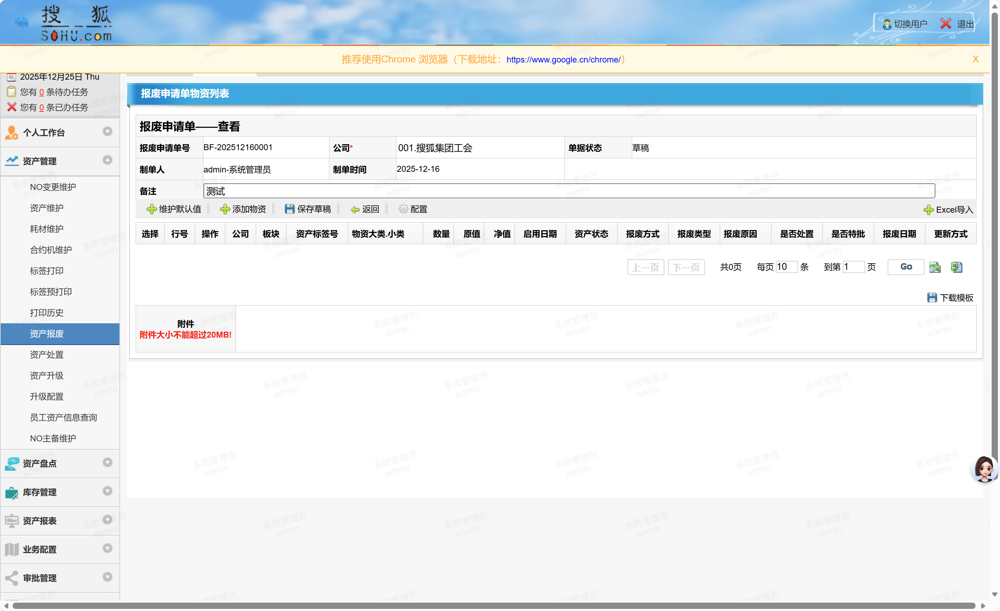 搜 狐
SOHU.com
切换用户
退出
推荐使用Chrome 浏览器（下载地址：https://www.google.cn/chrome/）
X
2025年12月25日 Thu
您有 0 条待办任务
您有 0 条已办任务
个人工作台
资产管理
NO变更维护
资产维护
耗材维护
合约机维护
标签打印
标签预打印
打印历史
资产报废
资产处置
资产升级
升级配置
员工资产信息查询
NO主备维护
资产盘点
库存管理
资产报表
业务配置
审批管理
报废申请单物资列表
报废申请单——查看
报废申请单号 BF-202512160001 公司* 001.搜狐集团工会 单据状态 草稿
制单人 admin-系统管理员 制单时间 2025-12-16
备注 测试
维护默认值 添加物资 保存草稿 返回 配置 Excel导入
选择 行号 操作 公司 板块 资产标签号 物资大类.小类 数量 原值 净值 启用日期 资产状态 报废方式 报废类型 报废原因 是否处置 是否特批 报废日期 更新方式
上一页 下一页 共0页 每页 10 条 到第 1 页 Go
下载模板
附件
附件大小不能超过20MB!
系统管理员
admin